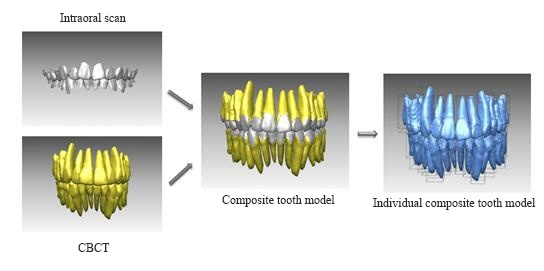 Intraoral scan
CBCT
Composite tooth model
Individual composite tooth model